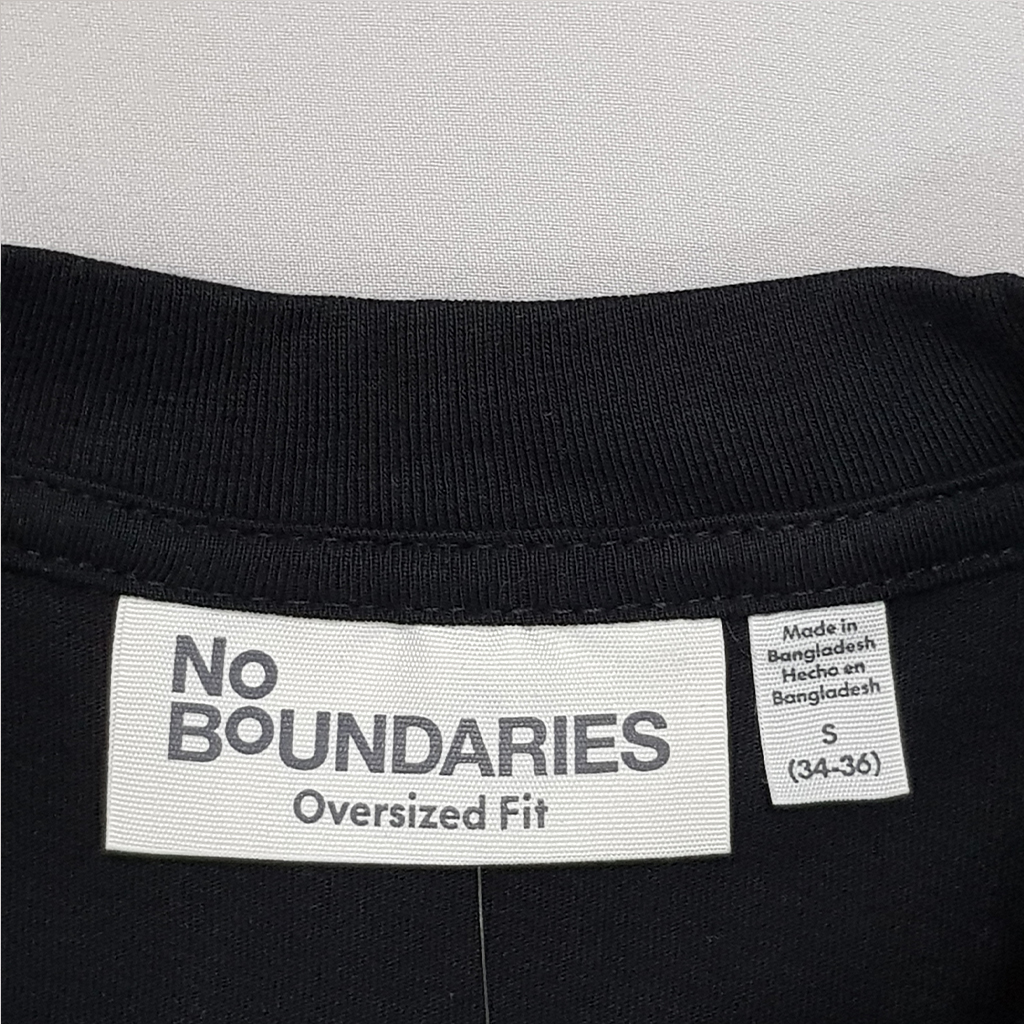 No
BOUNDARIES
Oversized Fit
Made in
Bangladesh
Hecho en
Bangladesh
S
(34-36)